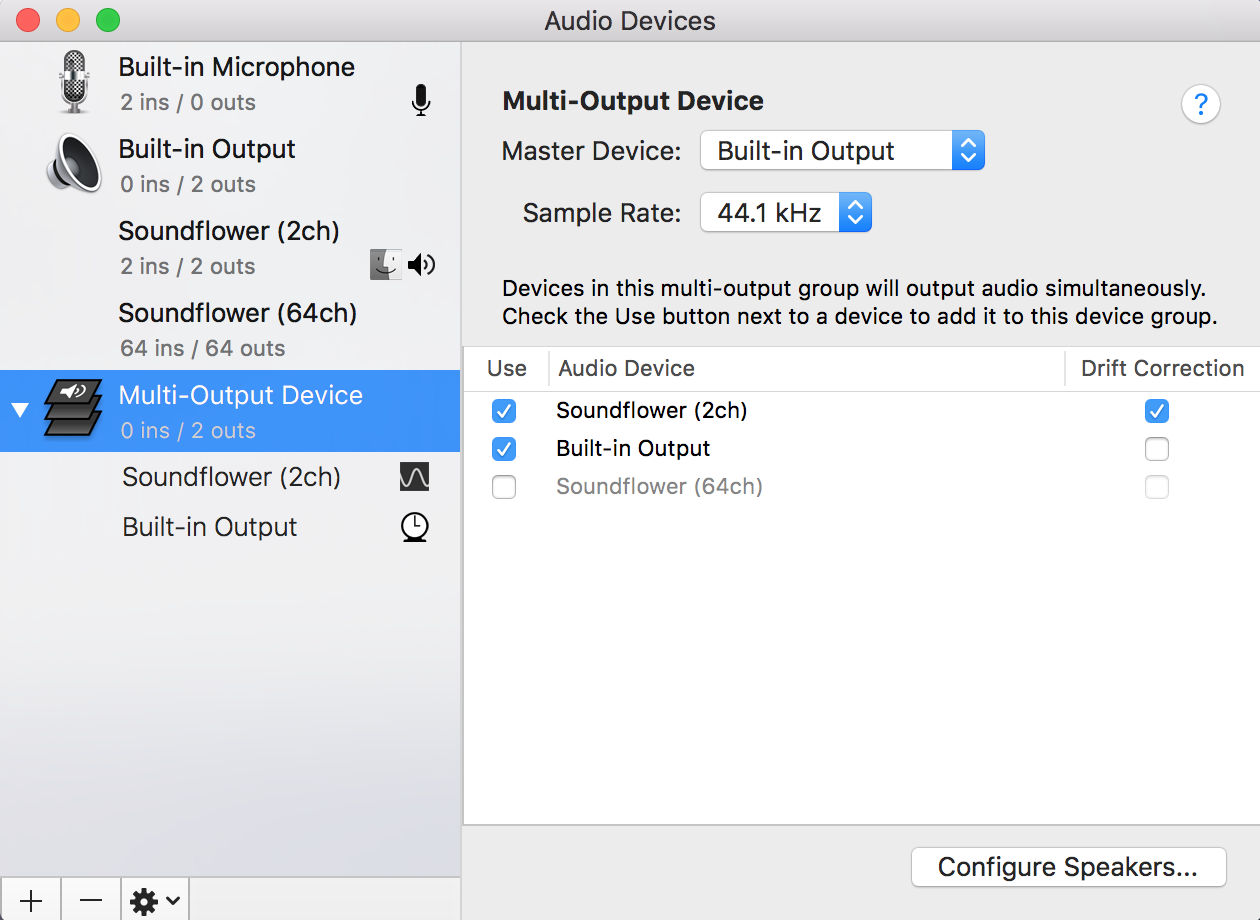 Audio Devices
Built-in Microphone
2 ins / 0 outs
Built-in Output
0 ins / 2 outs
Soundflower (2ch)
2 ins / 2 outs
Soundflower (64ch)
64 ins / 64 outs
Multi-Output Device
0 ins / 2 outs
Soundflower (2ch)
Built-in Output
Multi-Output Device
?
Master Device: Built-in Output
Sample Rate: 44.1 kHz
Devices in this multi-output group will output audio simultaneously.
Check the Use button next to a device to add it to this device group.
Use Audio Device Drift Correction
Soundflower (2ch)
Built-in Output
Soundflower (64ch)
Configure Speakers...